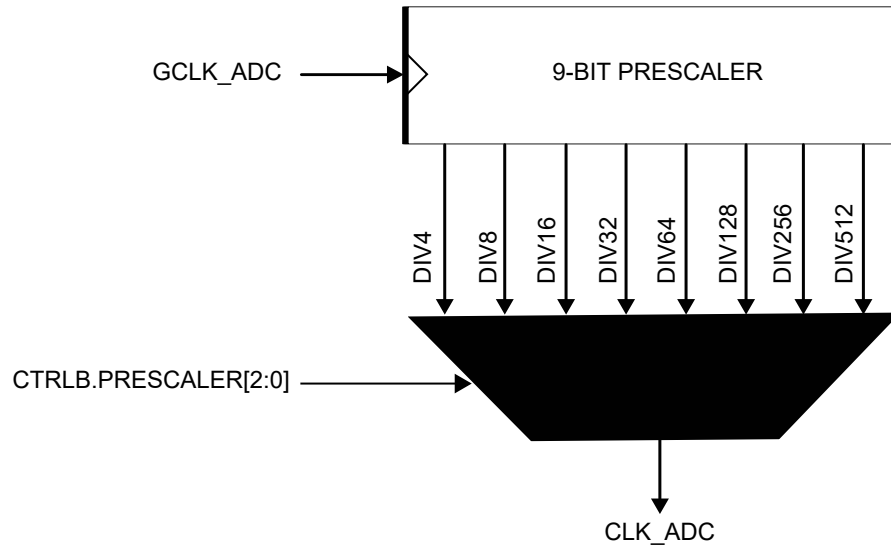 GCLK_ADC
9-BIT PRESCALER
DIV4
DIV8
DIV16
DIV32
DIV64
DIV128
DIV256
DIV512
CTRLB.PRESCALER[2:0]
CLK_ADC